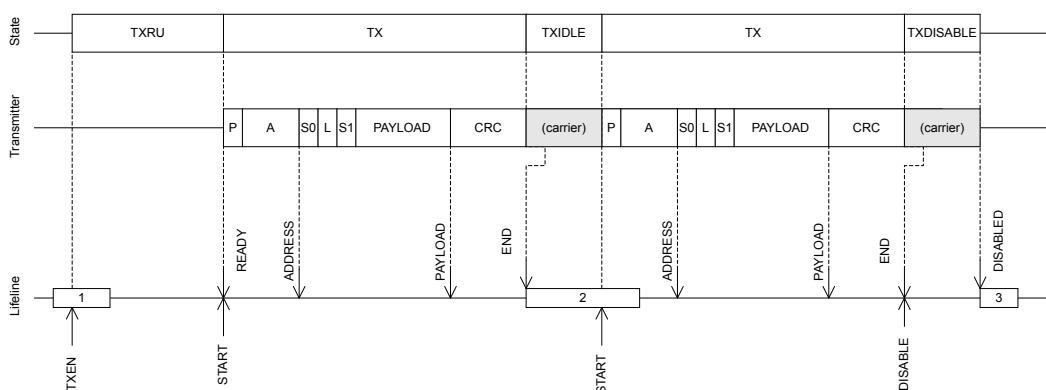 State
TXRU
TX
TXIDLE
TX
TXDISABLE
Transmitter
P
A
S0
L
S1
PAYLOAD
CRC
(carrier)
P
A
S0
L
S1
PAYLOAD
CRC
(carrier)
READY
ADDRESS
PAYLOAD
END
ADDRESS
PAYLOAD
END
DISABLED
Lifeline
1
2
3
TXEN
START
START
DISABLE